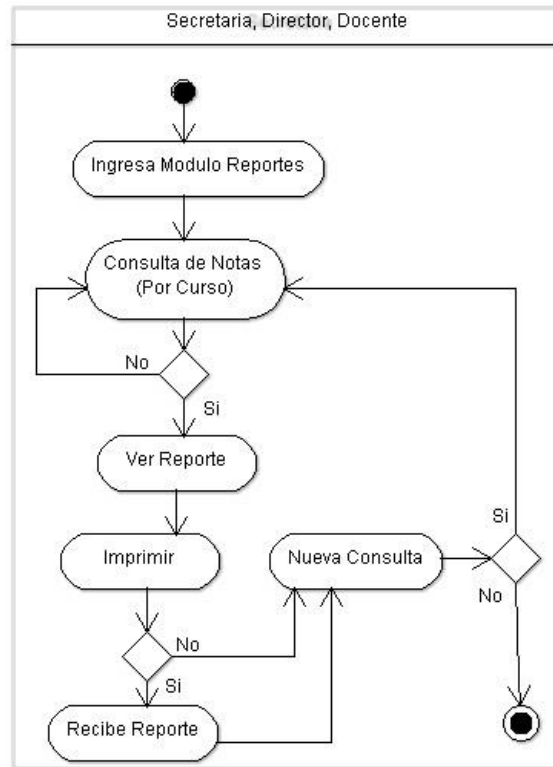 Secretaria, Director, Docente
Ingresa Modulo Reportes
Consulta de Notas
(Por Curso)
No
Si
Ver Reporte
Imprimir
Nueva Consulta
Si
No
No
Si
Recibe Reporte